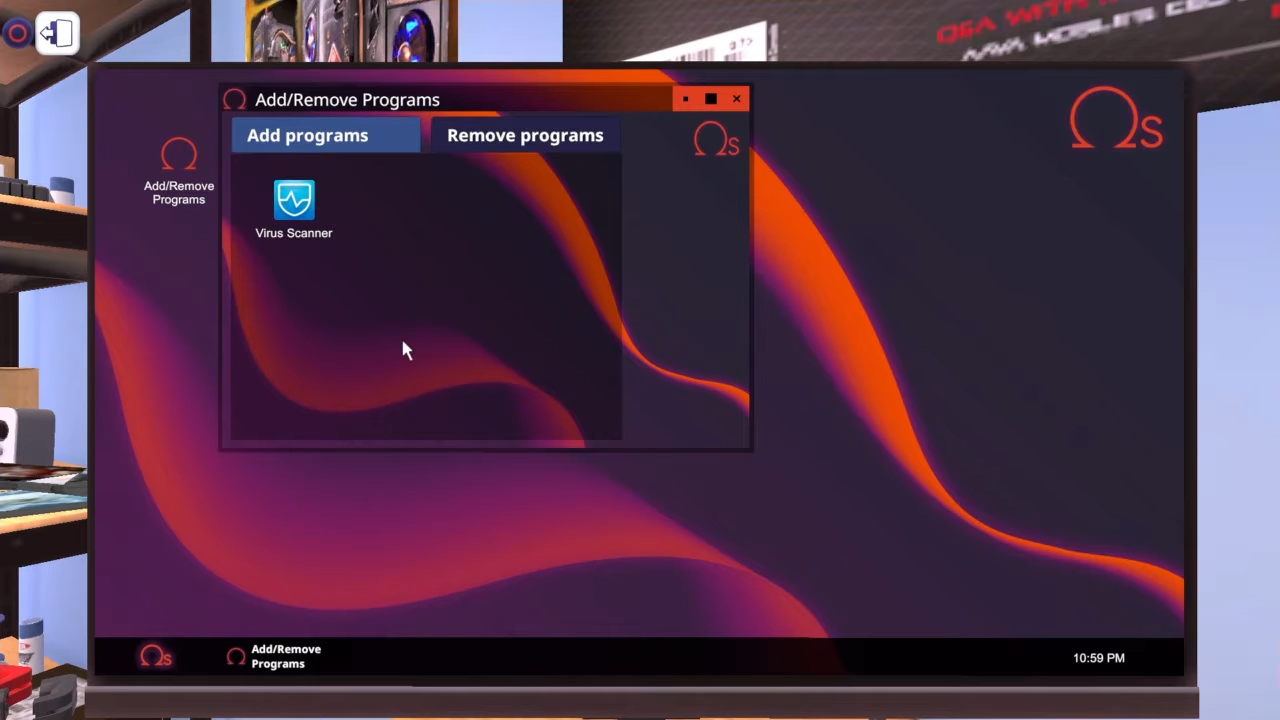 Q&A WITH
Add/Remove Programs
Add programs
Remove programs
Ωs
Ωs
Add/Remove
Programs
Virus Scanner
Ωs
Add/Remove
Programs
10:59 PM